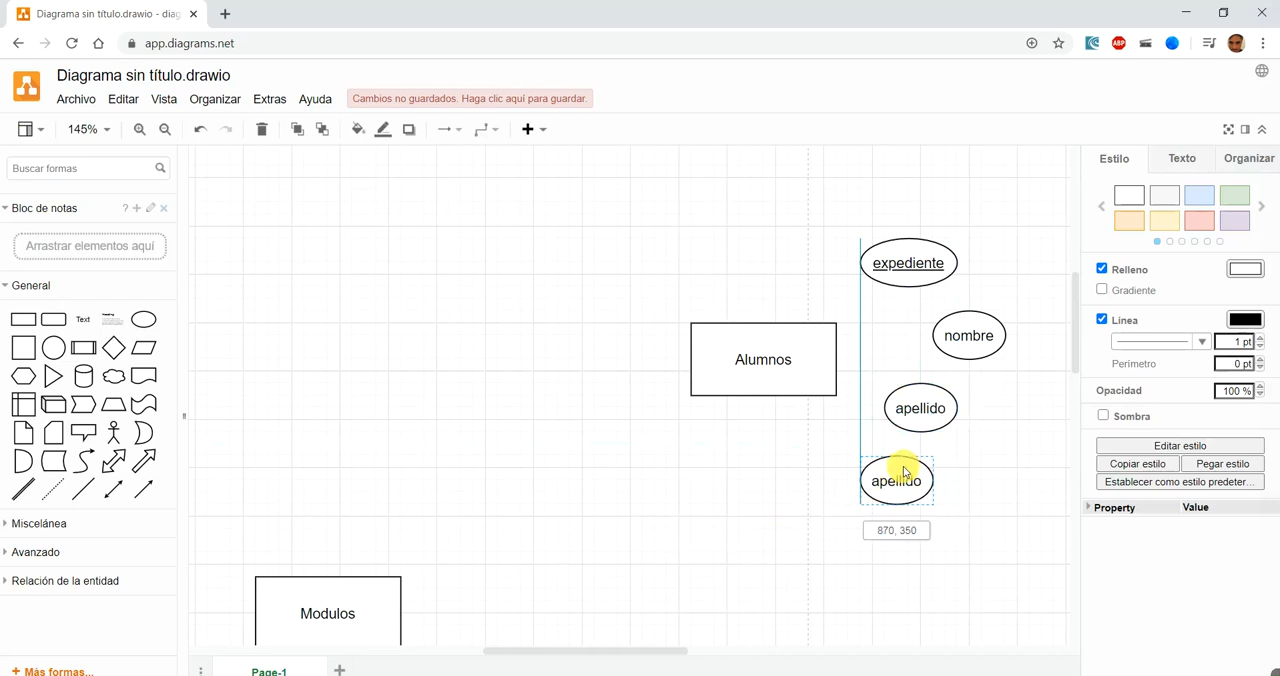 Diagrama sin título.drawio - diag
app.diagrams.net
ABP
Diagrama sin título.drawio
Archivo Editar Vista Organizar Extras Ayuda
Cambios no guardados. Haga clic aquí para guardar.
145%
Buscar formas
Bloc de notas
Arrastrar elementos aquí
General
Text
Heading
Miscelánea
Avanzado
Relación de la entidad
+ Más formas...
expediente
nombre
Alumnos
apellido
apellido
870, 350
Modulos
Page-1
Estilo Texto Organizar
Relleno
Gradiente
Línea
1 pt
Perímetro 0 pt
Opacidad 100 %
Sombra
Editar estilo
Copiar estilo Pegar estilo
Establecer como estilo predeter...
Property Value